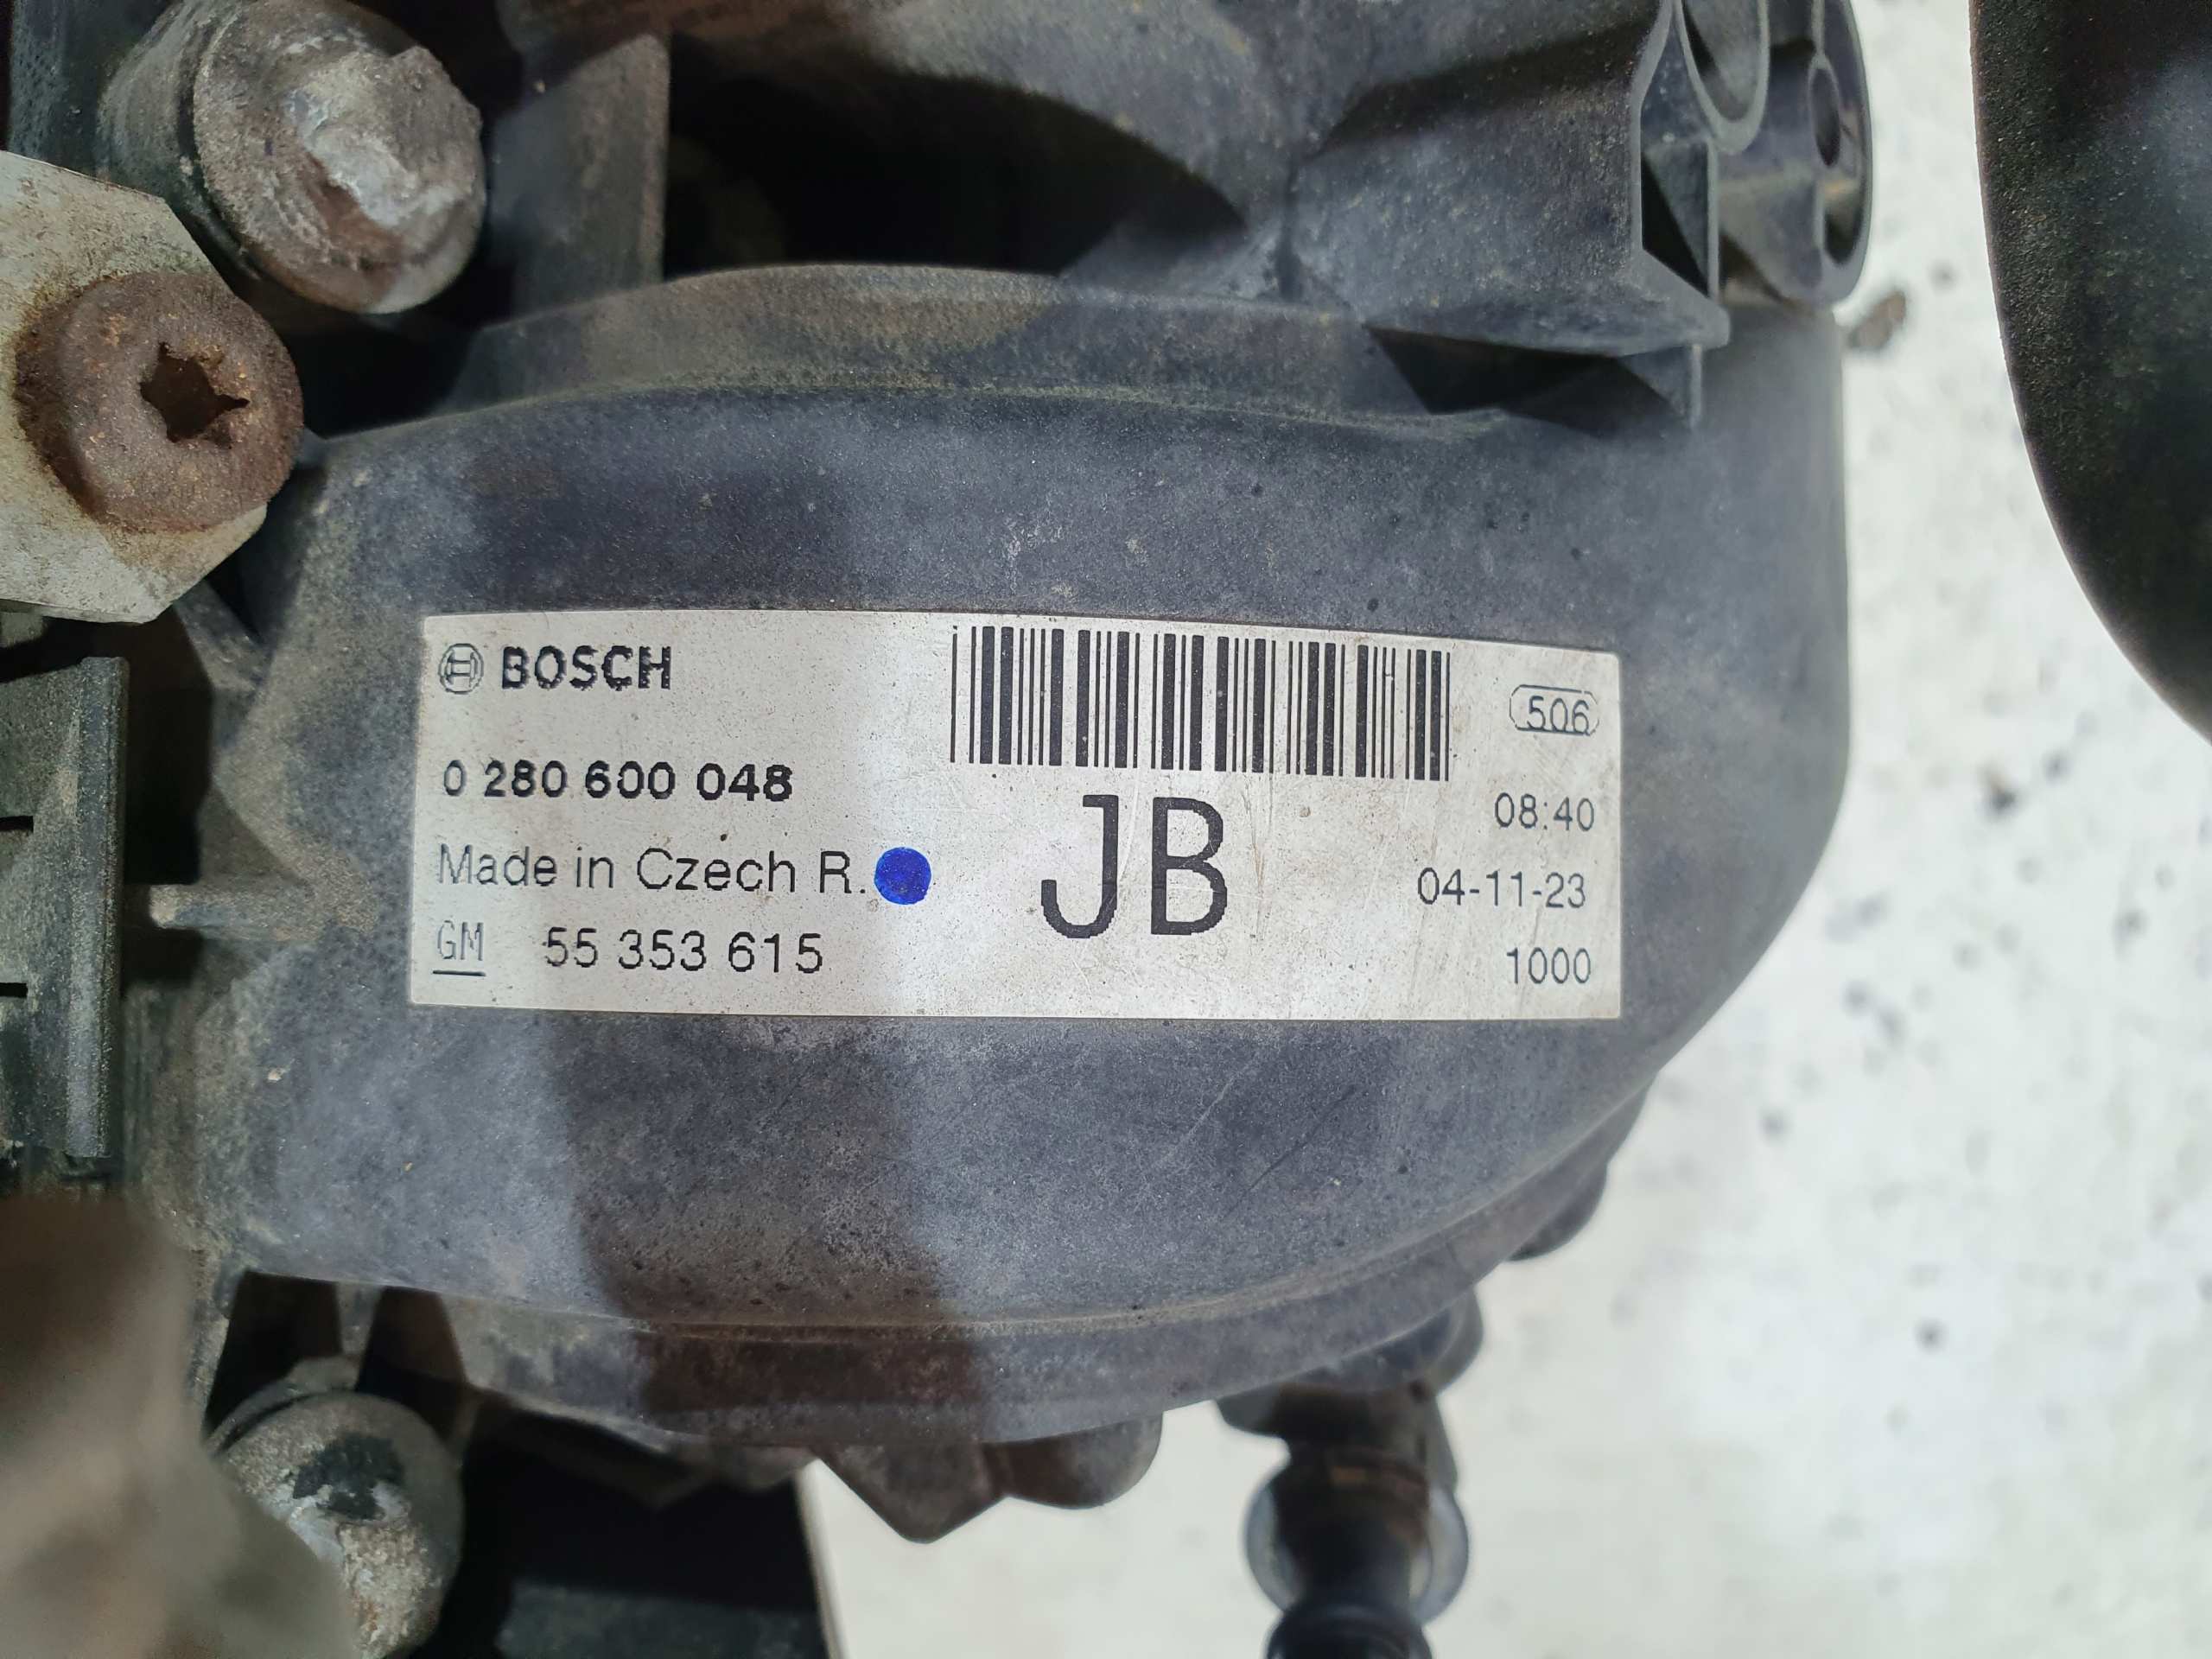 BOSCH
506
0 280 600 048
08:40
Made in Czech R.
JB
04-11-23
GM 55 353 615
1000